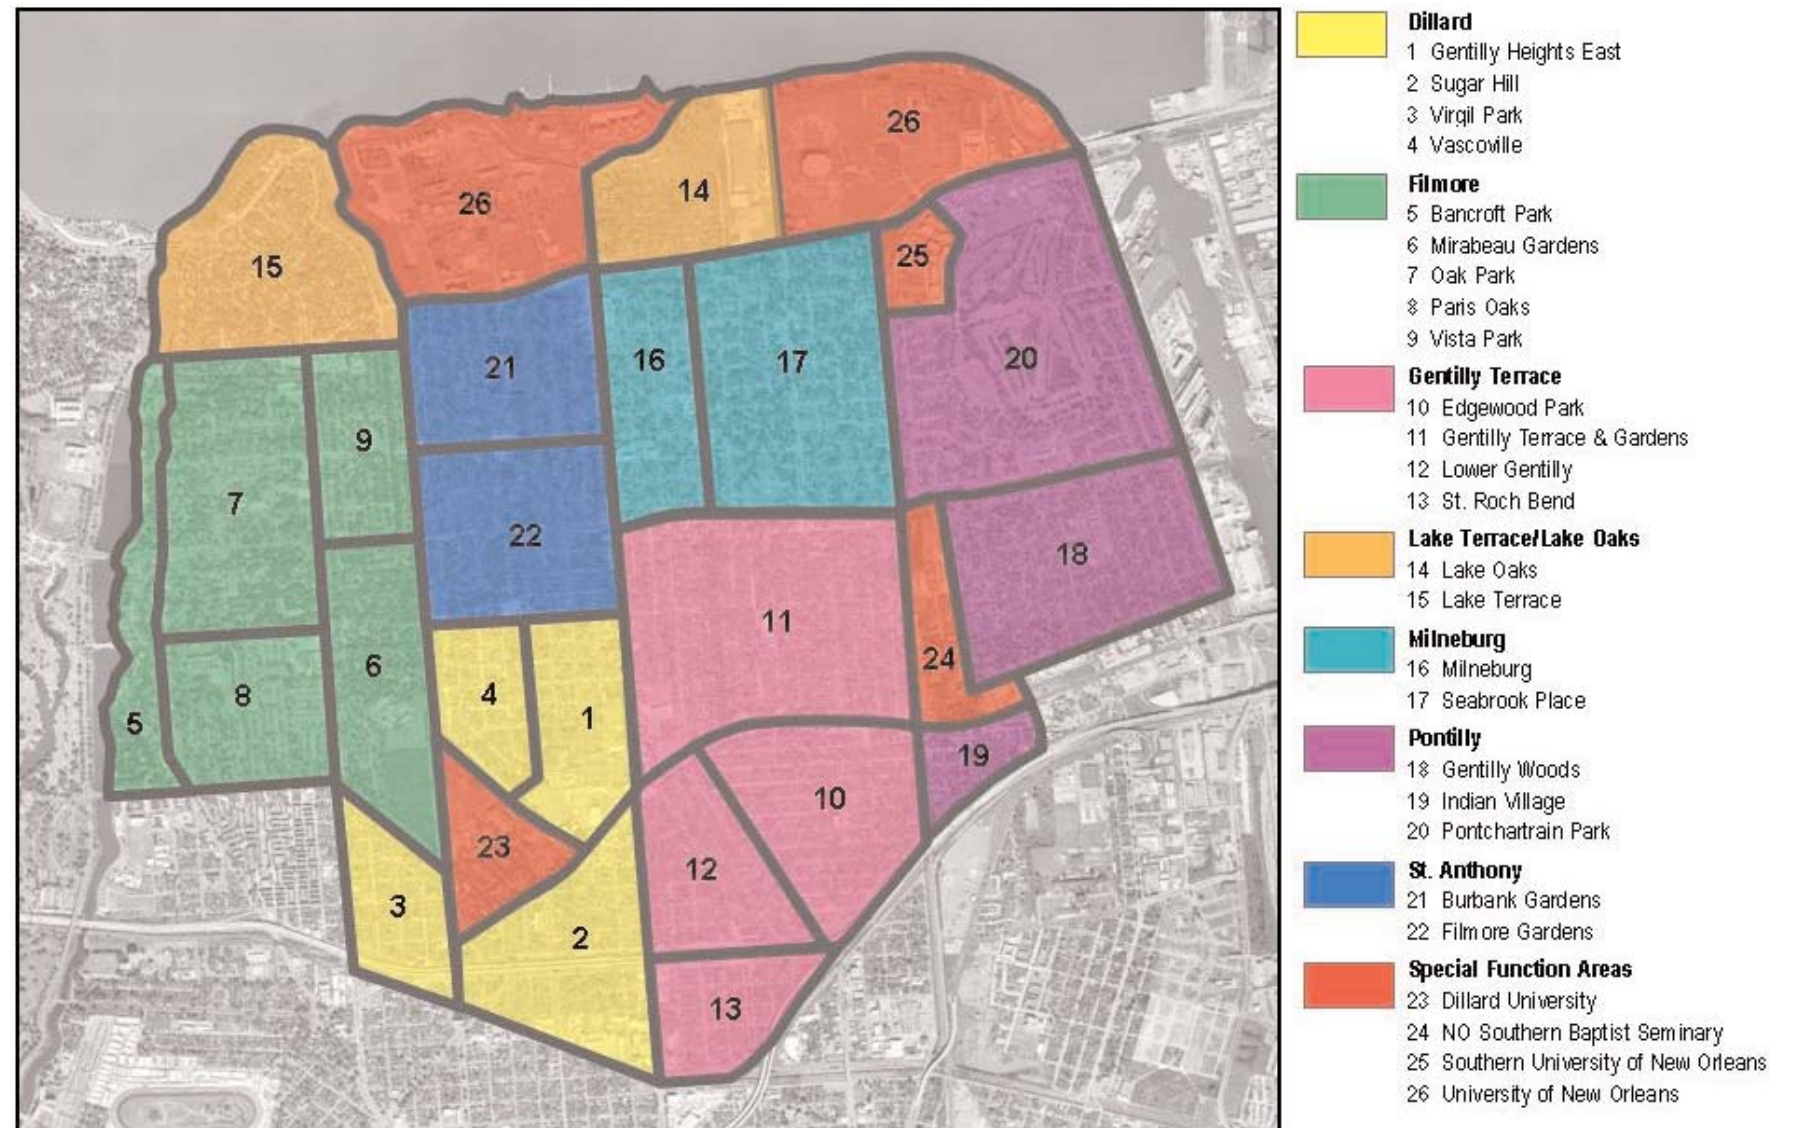 26
26
14
15
25
21
16
17
20
9
7
22
18
11
6
24
8
4
5
1
19
10
23
12
3
2
13
Dillard
1 Gentilly Heights East
2 Sugar Hill
3 Virgil Park
4 Vascoville
Filmore
5 Bancroft Park
6 Mirabeau Gardens
7 Oak Park
8 Paris Oaks
9 Vista Park
Gentilly Terrace
10 Edgewood Park
11 Gentilly Terrace & Gardens
12 Lower Gentilly
13 St. Roch Bend
Lake Terrace/Lake Oaks
14 Lake Oaks
15 Lake Terrace
Milneburg
16 Milneburg
17 Seabrook Place
Pontilly
18 Gentilly Woods
19 Indian Village
20 Pontchartrain Park
St. Anthony
21 Burbank Gardens
22 Filmore Gardens
Special Function Areas
23 Dillard University
24 NO Southern Baptist Seminary
25 Southern University of New Orleans
26 University of New Orleans